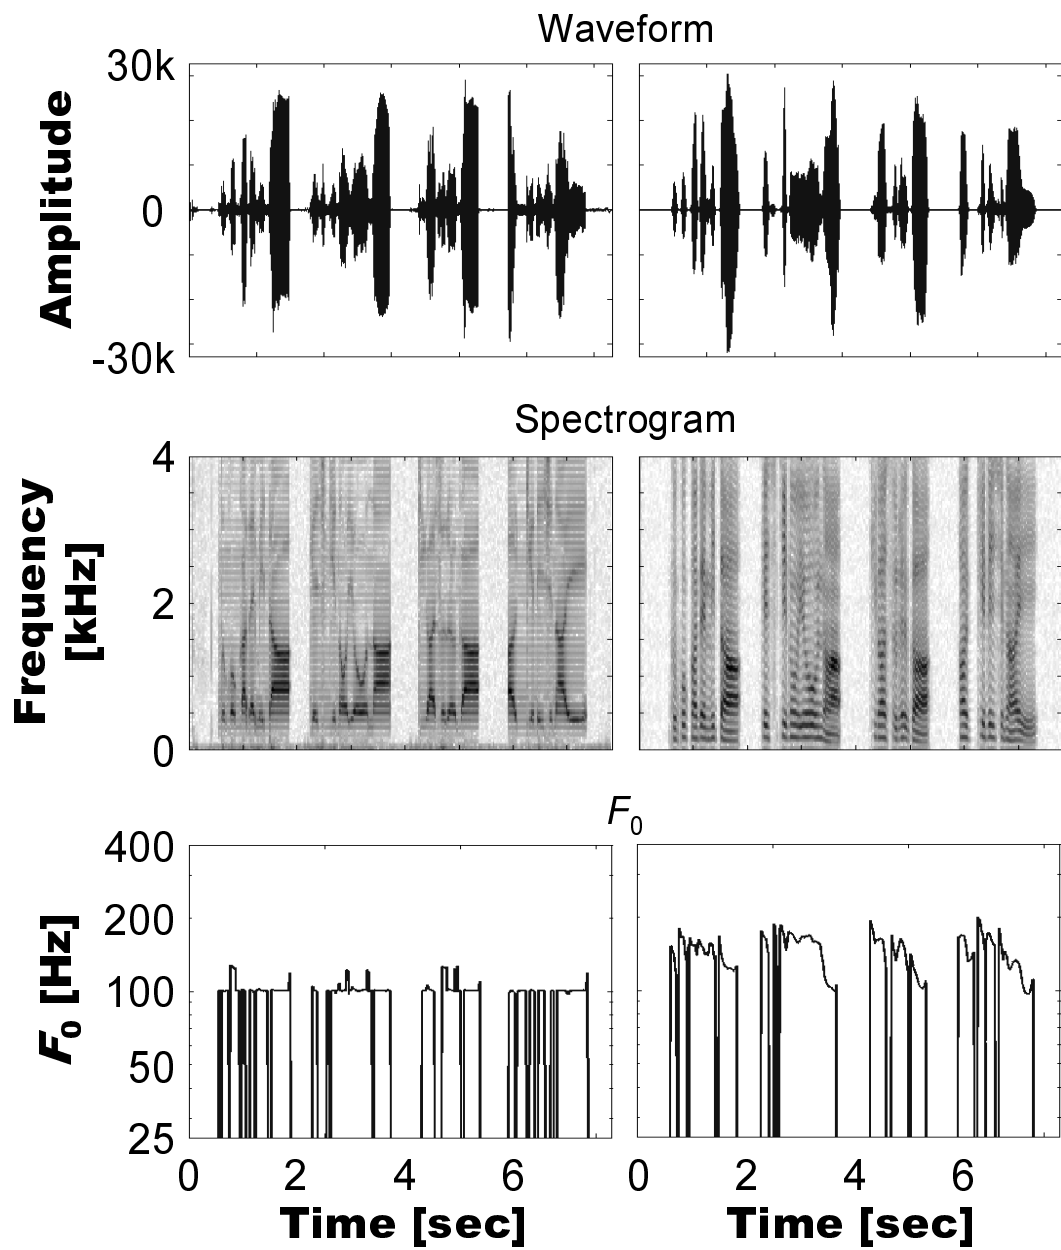 Waveform
30k
0
-30k
Amplitude
Spectrogram
4
2
0
Frequency
[kHz]
F0
400
200
100
50
25
F0 [Hz]
0 2 4 6 0 2 4 6
Time [sec] Time [sec]